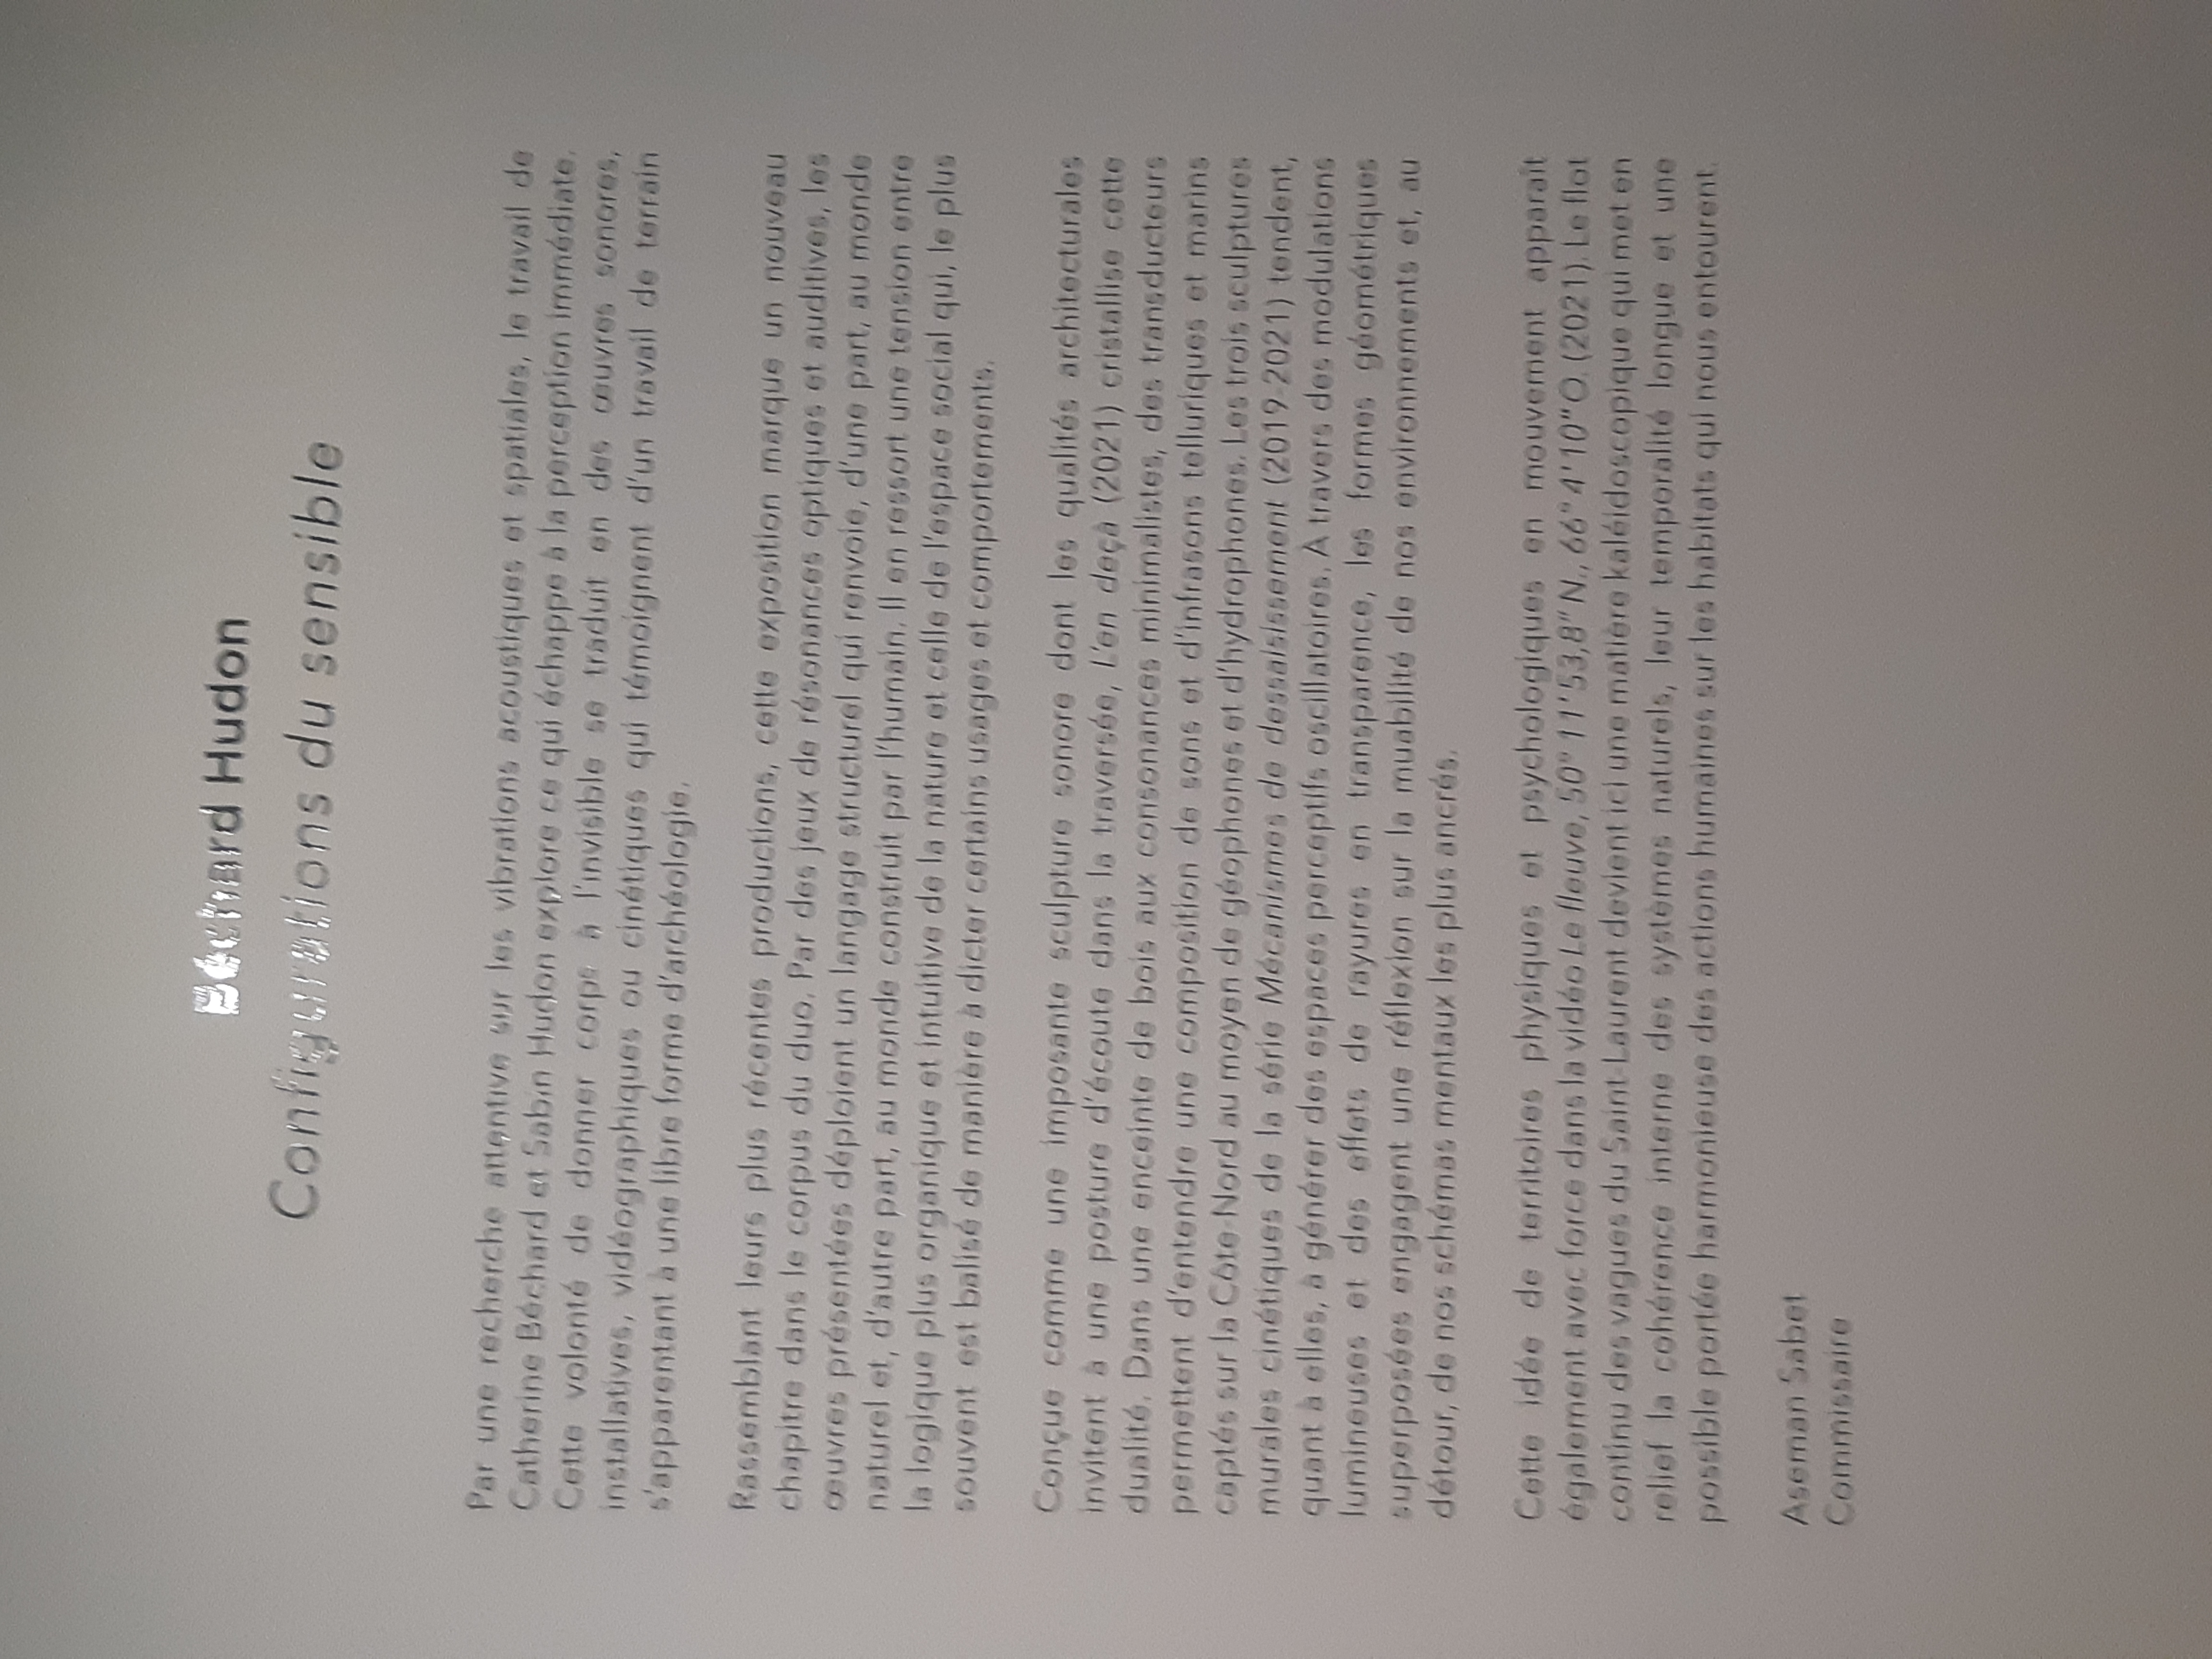 Béchard Hudon
Configurations du sensible
Par une recherche attentive sur les vibrations acoustiques et spatiales, le travail de
Catherine Béchard et Sabin Hudon explore ce qui échappe à la perception immédiate.
Cette volonté de donner corps à l'invisible se traduit en des œuvres sonores,
installatives, vidéographiques ou cinétiques qui témoignent d'un travail de terrain
s'apparentant à une libre forme d'archéologie.
Rassemblant leurs plus récentes productions, cette exposition marque un nouveau
chapitre dans le corpus du duo. Par des jeux de résonances optiques et auditives, les
œuvres présentées déploient un langage structurel qui renvoie, d'une part, au monde
naturel et, d'autre part, au monde construit par l'humain. Il en ressort une tension entre
la logique plus organique et intuitive de la nature et celle de l'espace social qui, le plus
souvent est balisé de manière à dicter certains usages et comportements.
Conçue comme une imposante sculpture sonore dont les qualités architecturales
invitent à une posture d'écoute dans la traversée, L'en deçà (2021) cristallise cette
dualité. Dans une enceinte de bois aux consonances minimalistes, des transducteurs
permettent d'entendre une composition de sons et d'infrasons telluriques et marins
captés sur la Côte-Nord au moyen de géophones et d'hydrophones. Les trois sculptures
murales cinétiques de la série Mécanismes de dessaisissement (2019-2021) tendent,
quant à elles, à générer des espaces perceptifs oscillatoires. À travers des modulations
lumineuses et des effets de rayures en transparence, les formes géométriques
superposées engagent une réflexion sur la muabilité de nos environnements et, au
détour, de nos schémas mentaux les plus ancrés.
Cette idée de territoires physiques et psychologiques en mouvement apparaît
également avec force dans la vidéo Le fleuve, 50° 11' 53,8" N., 66° 4' 10" O. (2021). Le flot
continu des vagues du Saint-Laurent devient ici une matière kaléidoscopique qui met en
relief la cohérence interne des systèmes naturels, leur temporalité longue et une
possible portée harmonieuse des actions humaines sur les habitats qui nous entourent.
Aseman Sabet
Commissaire